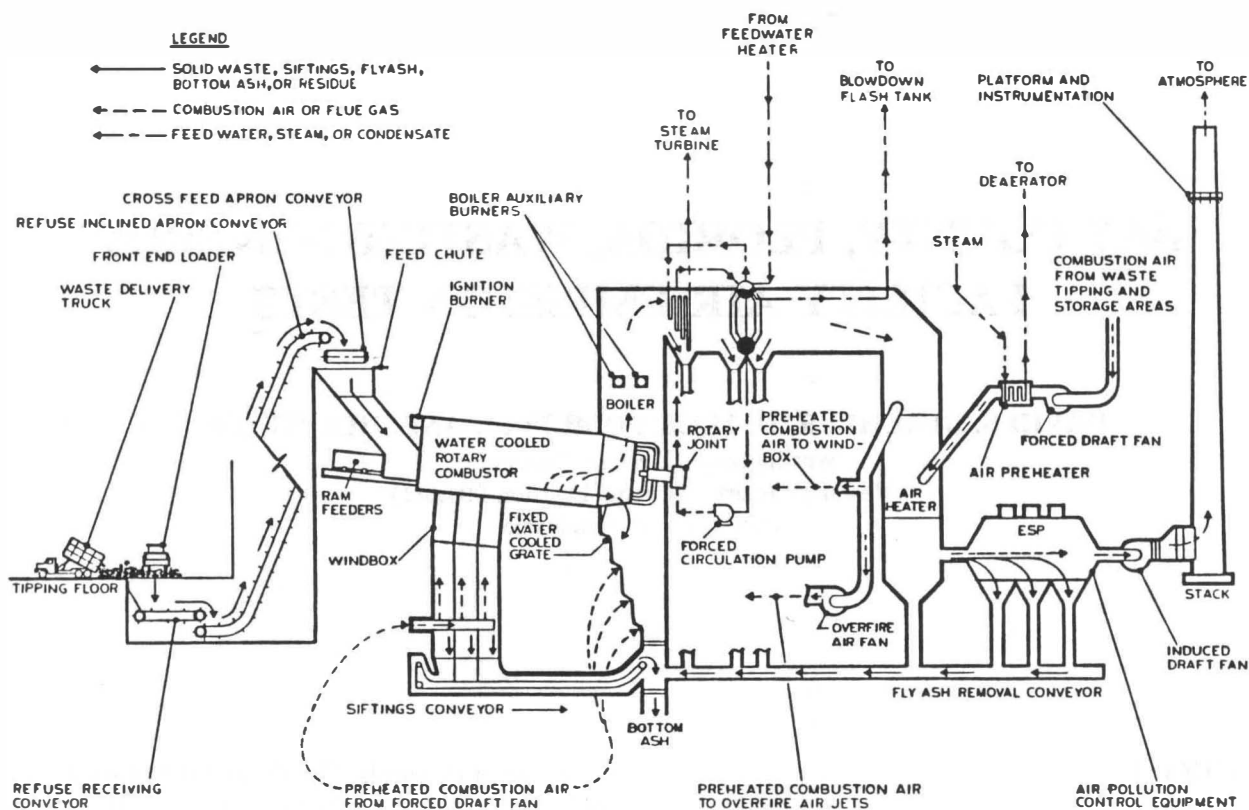 LEGEND
SOLID WASTE, SIFTINGS, FLYASH,
BOTTOM ASH, OR RESIDUE
COMBUSTION AIR OR FLUE GAS
FEED WATER, STEAM, OR CONDENSATE
FROM
FEEDWATER
HEATER
TO
BLOWDOWN
FLASH TANK
PLATFORM AND
INSTRUMENTATION
TO
ATMOSPHERE
TO
STEAM
TURBINE
TO
DEAERATOR
CROSS FEED APRON CONVEYOR
REFUSE INCLINED APRON CONVEYOR
FRONT END LOADER
WASTE DELIVERY
TRUCK
BOILER AUXILIARY
BURNERS
FEED CHUTE
IGNITION
BURNER
STEAM
COMBUSTION AIR
FROM WASTE
TIPPING AND
STORAGE AREAS
BOILER
WATER COOLED
ROTARY
COMBUSTOR
ROTARY
JOINT
PREHEATED
COMBUSTION
AIR TO WIND-
BOX
FORCED DRAFT FAN
AIR PREHEATER
AIR
HEATER
RAM
FEEDERS
FIXED
WATER
COOLED
GRATE
WINDBOX
FORCED
CIRCULATION PUMP
ESP
TIPPING FLOOR
STACK
OVERFIRE
AIR FAN
INDUCED
DRAFT FAN
FLY ASH REMOVAL CONVEYOR
SIFTINGS CONVEYOR
BOTTOM
ASH
REFUSE RECEIVING
CONVEYOR
PREHEATED COMBUSTION AIR
FROM FORCED DRAFT FAN
PREHEATED COMBUSTION AIR
TO OVERFIRE AIR JETS
AIR POLLUTION
CONTROL EQUIPMENT